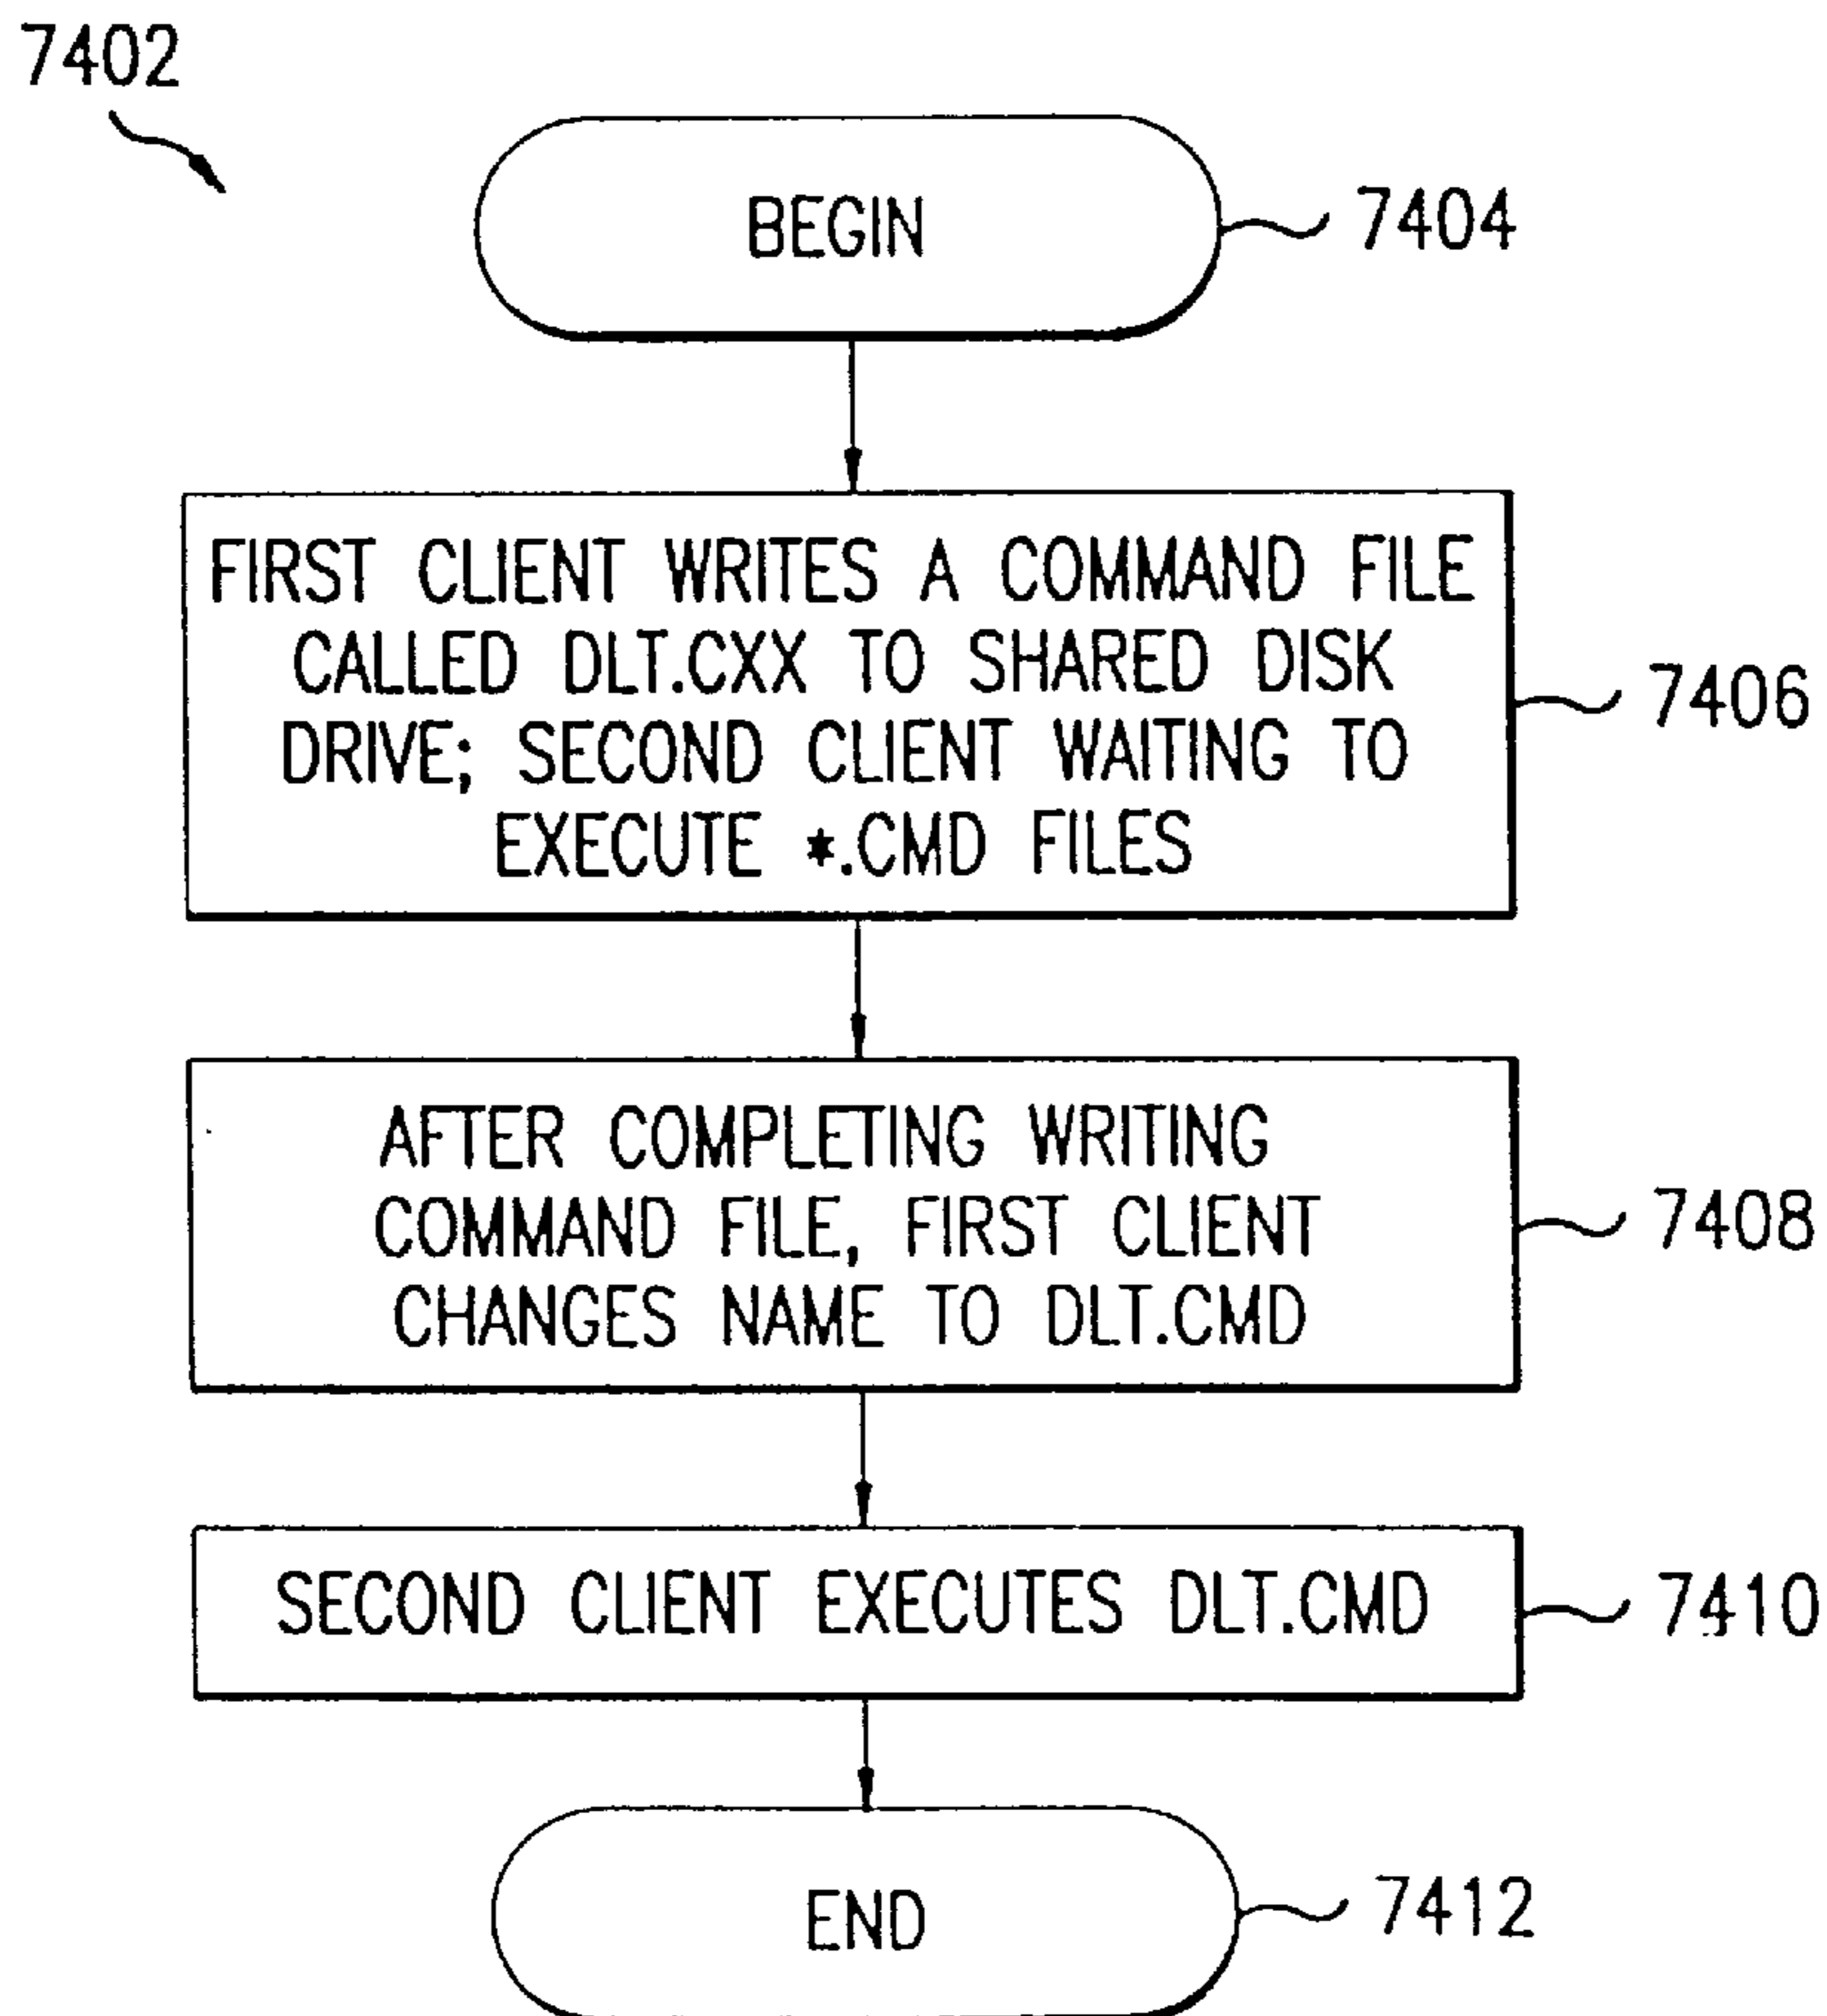 7402
BEGIN
7404
FIRST CLIENT WRITES A COMMAND FILE
CALLED DLT.CXX TO SHARED DISK
DRIVE; SECOND CLIENT WAITING TO
EXECUTE *.CMD FILES
7406
AFTER COMPLETING WRITING
COMMAND FILE, FIRST CLIENT
CHANGES NAME TO DLT.CMD
7408
SECOND CLIENT EXECUTES DLT.CMD
7410
END
7412